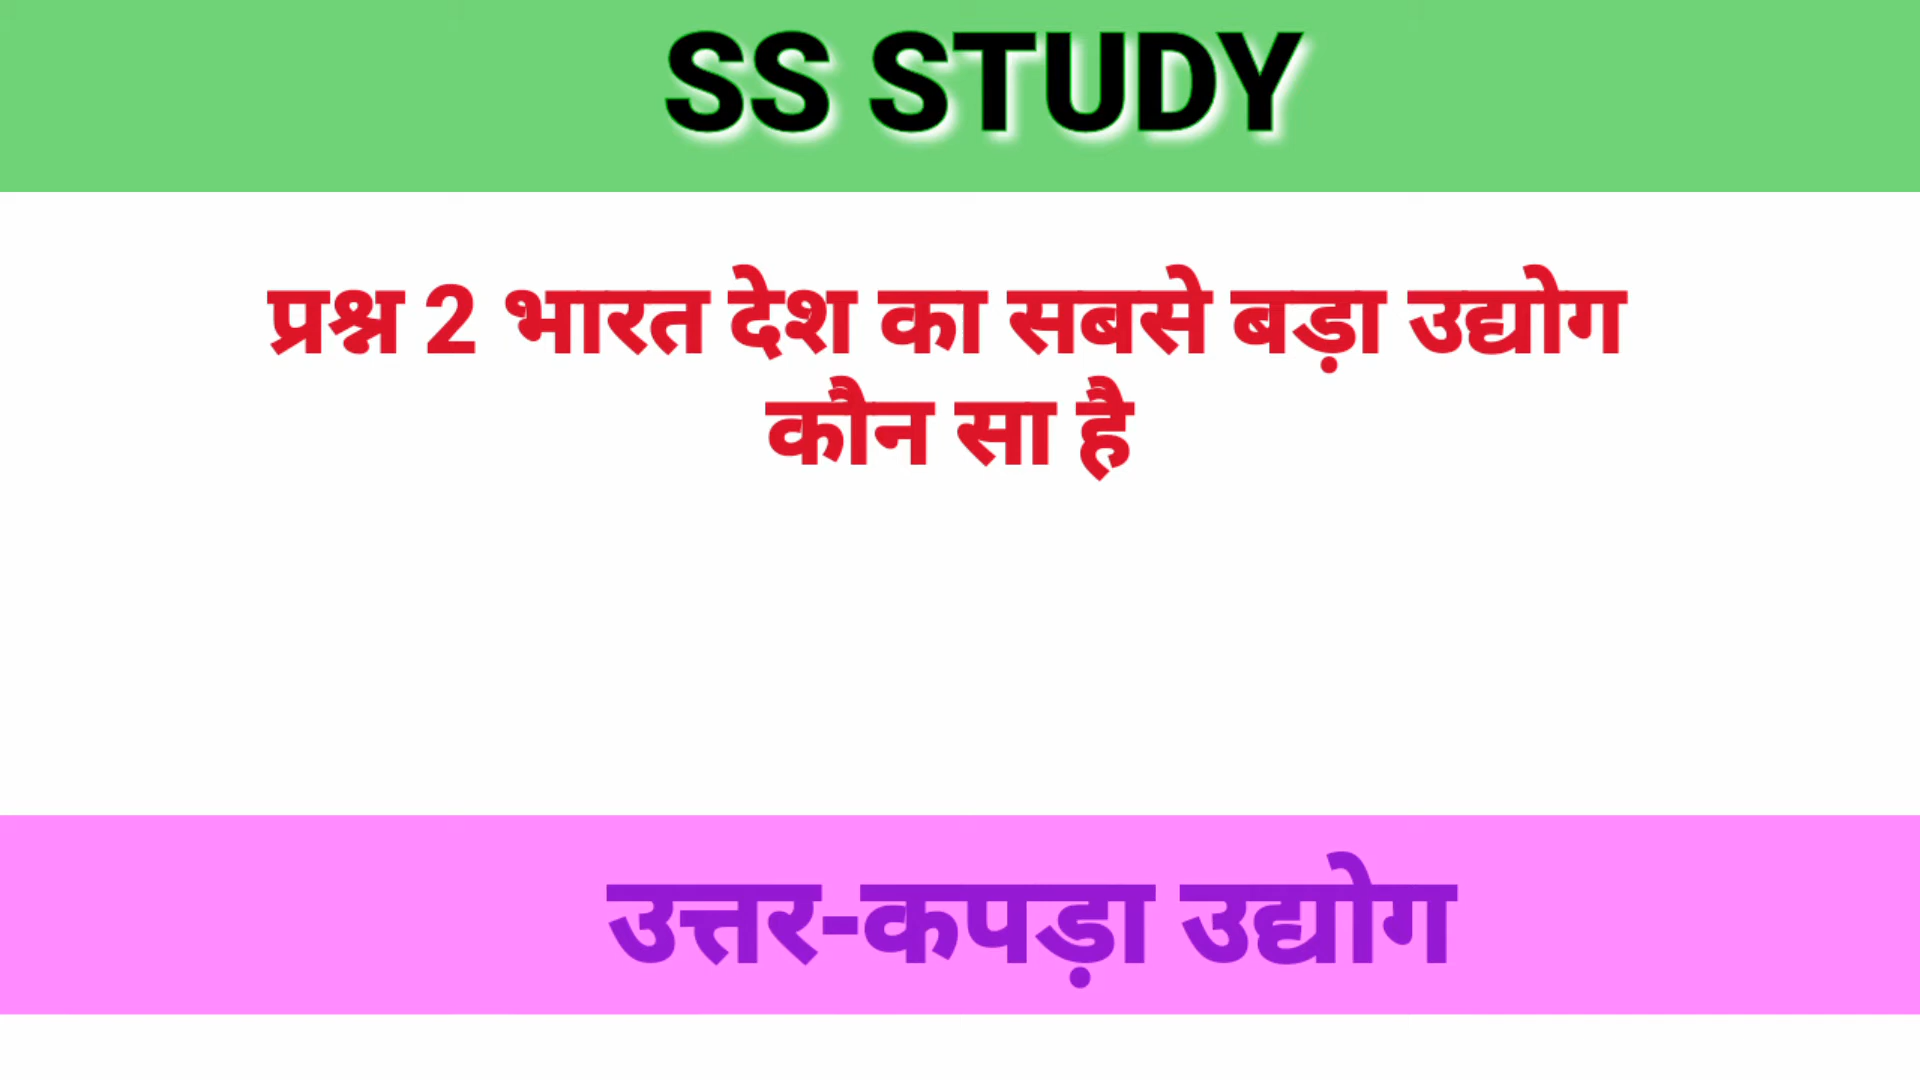 SS STUDY
प्रश्न 2 भारत देश का सबसे बड़ा उद्योग
कौन सा है
उत्तर-कपड़ा उद्योग